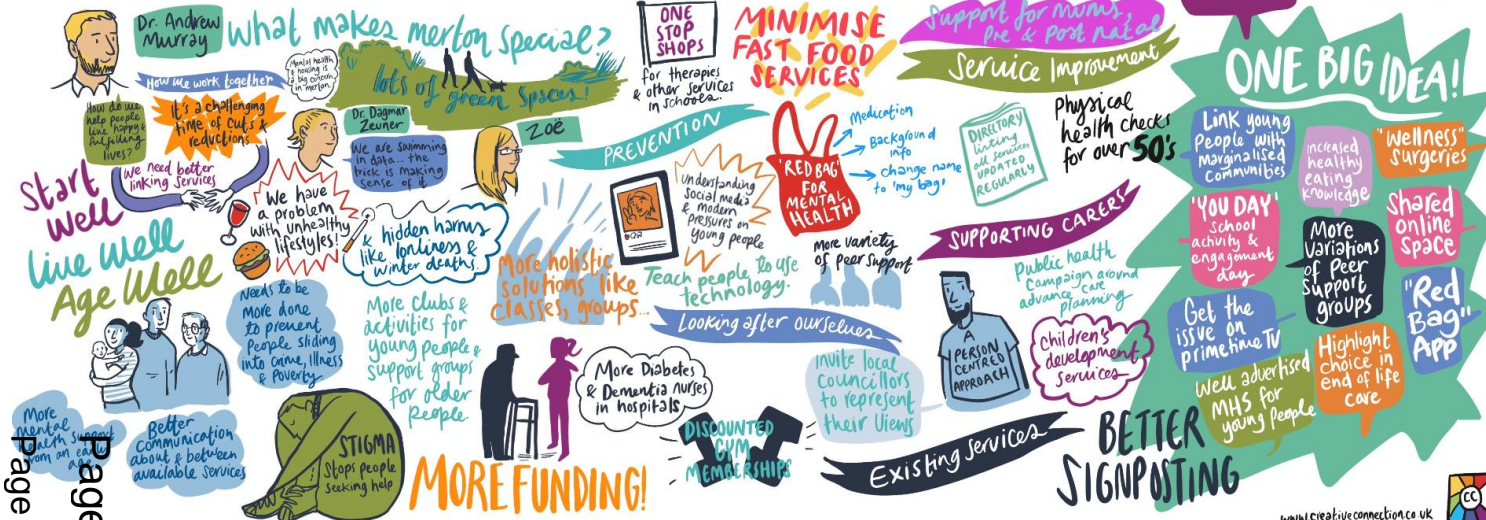 Dr. Andrew
Murray
What makes merton special?
How we work together
Mental health
& housing is
a big concern
in merton.
lots of green spaces!
How do we
help people
live happy &
fulfilling
lives?
It's a challenging
time of cuts &
reductions
Dr. Dagmar
Zeuner
We are swimming
in data... the
trick is making
sense of it
Zoë
we need better
linking services
Start
Well
Live Well
Age Well
We have
a problem
with unhealthy
lifestyles!
& hidden harms
like lonliness &
winter deaths.
Needs to be
more done
to prevent
People sliding
into crime, illness
& Poverty
More Clubs &
activities for
young people &
support groups
for older
People.
More
mental
health support
from an early
age
Better
Communication
about & between
available services
STIGMA
Stops people
seeking help
MORE FUNDING!
ONE
STOP
SHOPS
for therapies
& other services
in schools.
MINIMISE
FAST FOOD
SERVICES
Support for mums,
Pre & Post natal
Service Improvement
PREVENTION
Understanding
Social media
& modern
pressures on
young people
'RED BAG'
FOR
MENTAL
HEALTH
Medication
Background
info
change name
to 'my bag'
DIRECTORY
listing
all services
UPDATED
REGULARLY
Physical
health checks
for over 50's
More holistic
solutions like
classes, groups...
Teach people to use
technology.
more variety
of peer support
SUPPORTING CARERS
Public health
Campaign around
advance care
planning
Looking after ourselves
More Diabetes
& Dementia nurses
in hospitals
invite local
councillors
to represent
their views
A
PERSON
CENTRED
APPROACH
Children's
development
services
DISCOUNTED
GYM
MEMBERSHIPS
Existing services
BETTER
SIGNPOSTING
ONE BIG IDEA!
Link young
People with
marginalised
communities
increased
healthy
eating
knowledge
"Wellness"
Surgeries
'YOU DAY'
School
activity &
engagement
day
More
variations
of Peer
Support
groups
Shared
online
space
Get the
issue on
primetime TV
Highlight
choice in
end of life
care
"Red
Bag"
App
Well advertised
MHS for
young people
www.creativeconnection.co.uk
CC
Page
Page